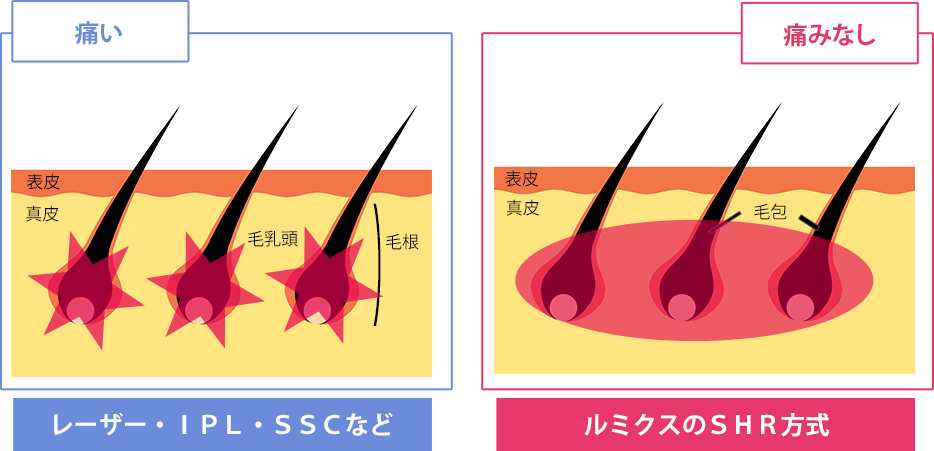 痛い
表皮
真皮
毛乳頭
毛根
レーザー・ＩＰＬ・ＳＳＣなど
痛みなし
表皮
真皮
毛包
ルミクスのＳＨＲ方式